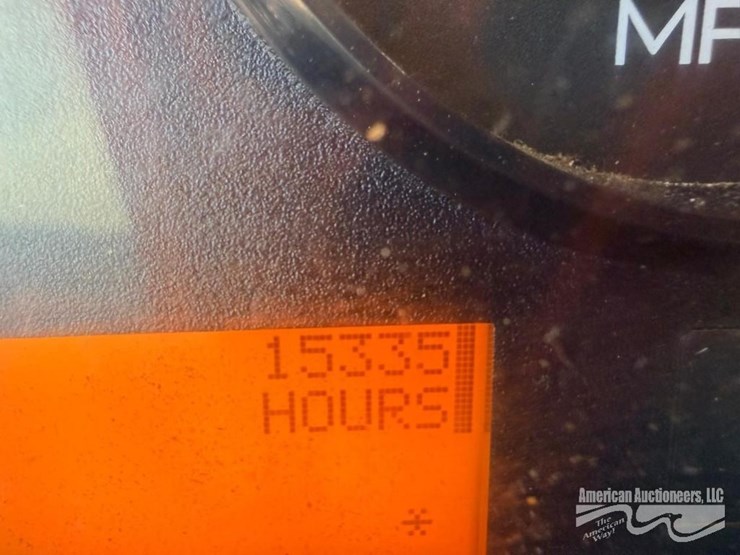 MP
15335
HOURS
*
American Auctioneers, LLC
The
American
Way!